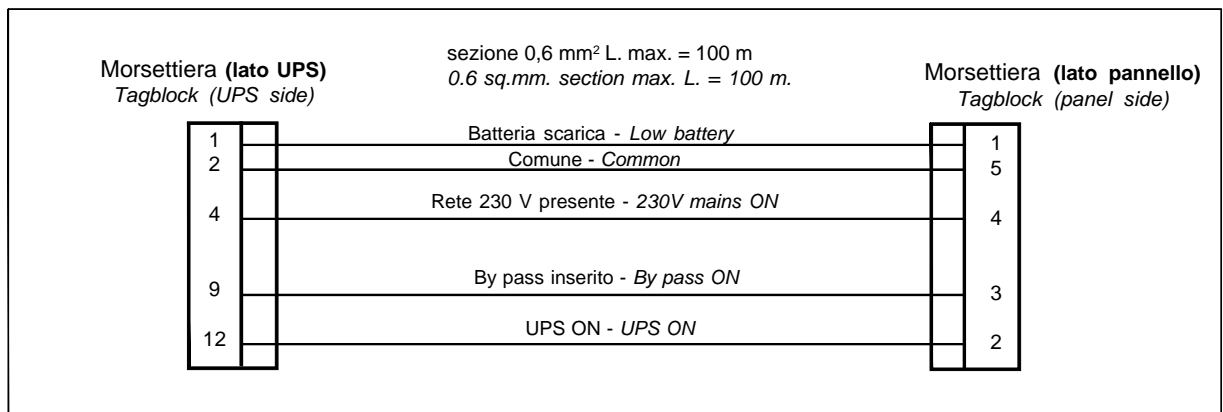 sezione 0,6 mm² L. max. = 100 m
0.6 sq.mm. section max. L. = 100 m.
Morsettiera (lato UPS)
Tagblock (UPS side)
Morsettiera (lato pannello)
Tagblock (panel side)
1 Batteria scarica - Low battery 1
2 Comune - Common 5
4 Rete 230 V presente - 230V mains ON 4
9 By pass inserito - By pass ON 3
12 UPS ON - UPS ON 2